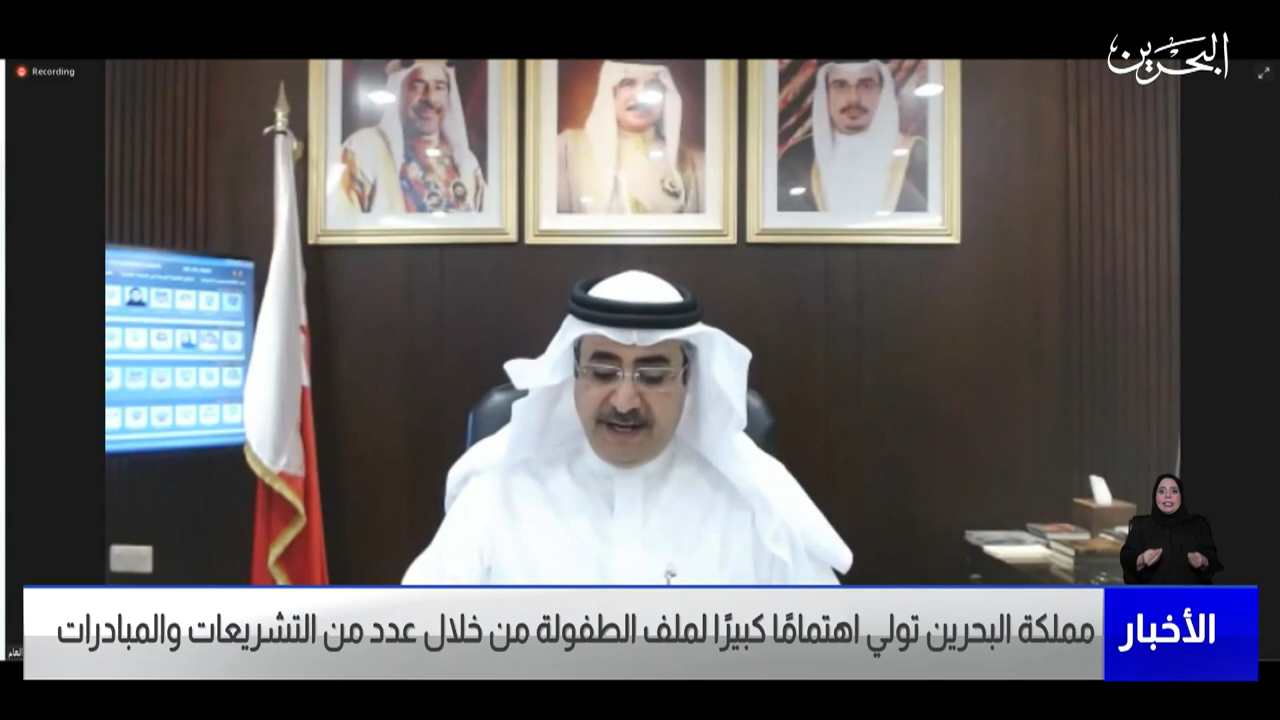 البحرين
Recording
الأخبار
مملكة البحرين تولي اهتمامًا كبيرًا لملف الطفولة من خلال عدد من التشريعات والمبادرات